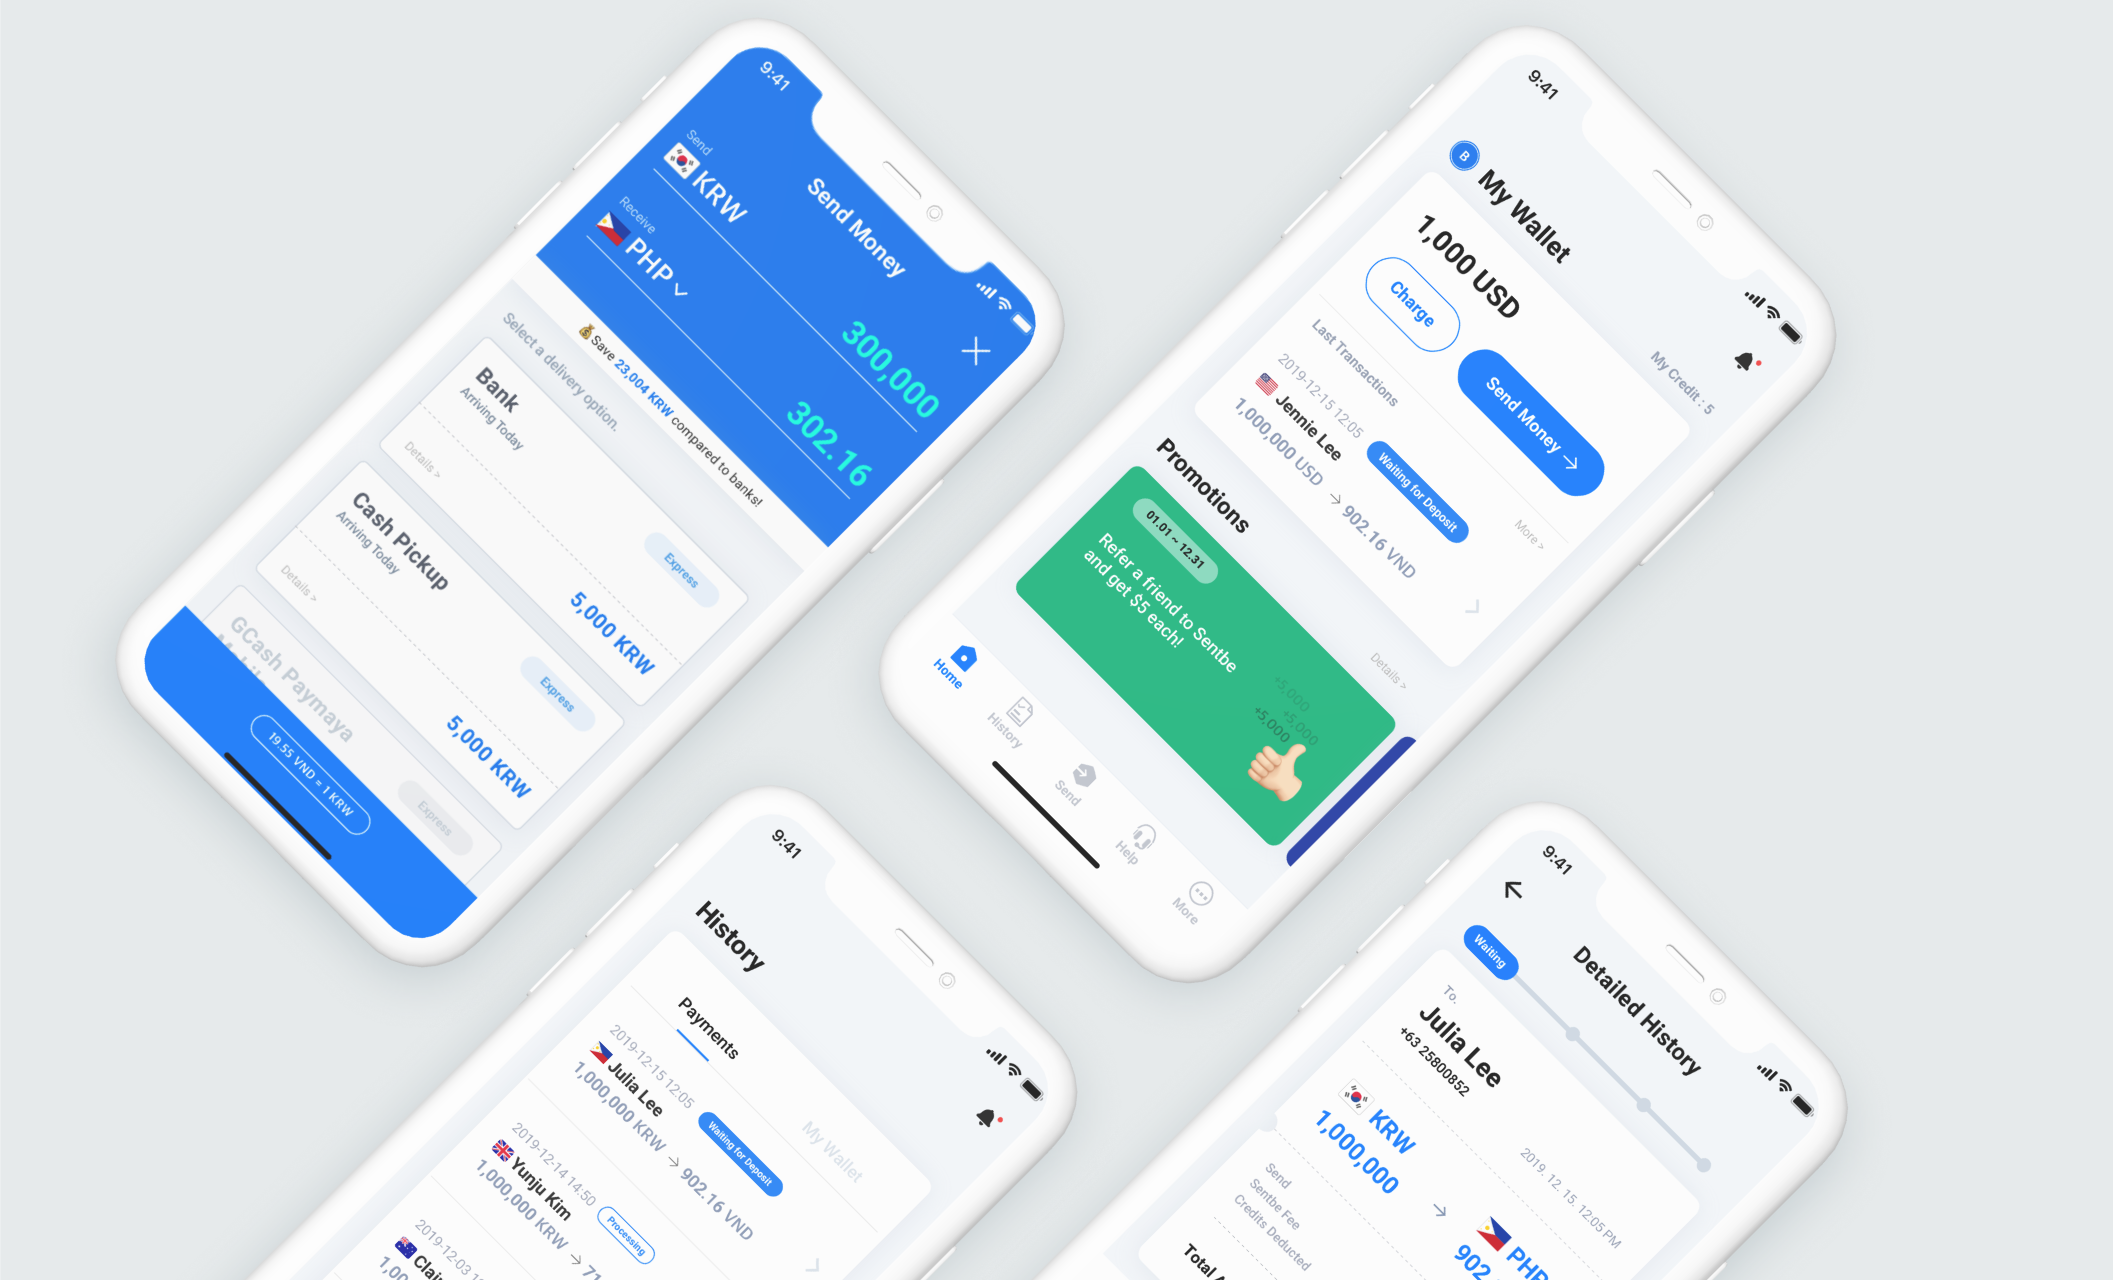 9:41
Send Money
Send
KRW
300,000
Receive
PHP
302.16
Save 23,004 KRW compared to banks!
Select a delivery option.
Bank
Arriving Today
Express
Details >
5,000 KRW
Cash Pickup
Arriving Today
Express
Details >
5,000 KRW
GCash Paymaya
Express
19.55 VND = 1 KRW
9:41
B
My Wallet
My Credit : 5
1,000 USD
Charge
Send Money →
Last Transactions
More >
2019-12-15 12:05
Jennie Lee
Waiting for Deposit
1,000,000 USD → 902.16 VND
Promotions
Details >
01.01 ~ 12.31
Refer a friend to Sentbe
and get $5 each!
+5,000
+5,000
+5,000
Home
History
Send
Help
More
9:41
History
Payments
My Wallet
2019-12-15 12:05
Julia Lee
Waiting for Deposit
1,000,000 KRW → 902.16 VND
2019-12-14 14:50
Yunju Kim
Processing
1,000,000 KRW → 71
2019-12-03 1
Clai
1,00
9:41
Detailed History
Waiting
To.
Julia Lee
+63 25800852
2019. 12. 15. 12:05 PM
KRW
1,000,000
→
PHP
902
Send
Sentbe Fee
Credits Deducted
Total